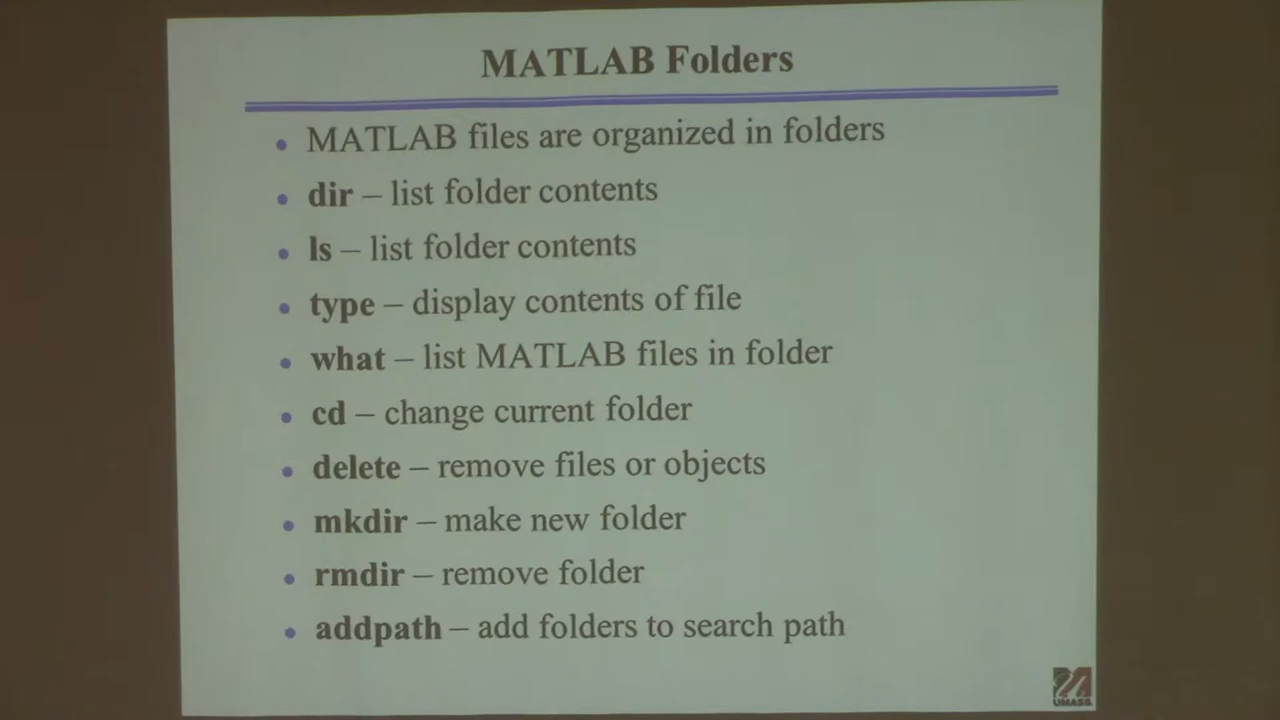 MATLAB Folders
• MATLAB files are organized in folders
• dir – list folder contents
• ls – list folder contents
• type – display contents of file
• what – list MATLAB files in folder
• cd – change current folder
• delete – remove files or objects
• mkdir – make new folder
• rmdir – remove folder
• addpath – add folders to search path
UMASS